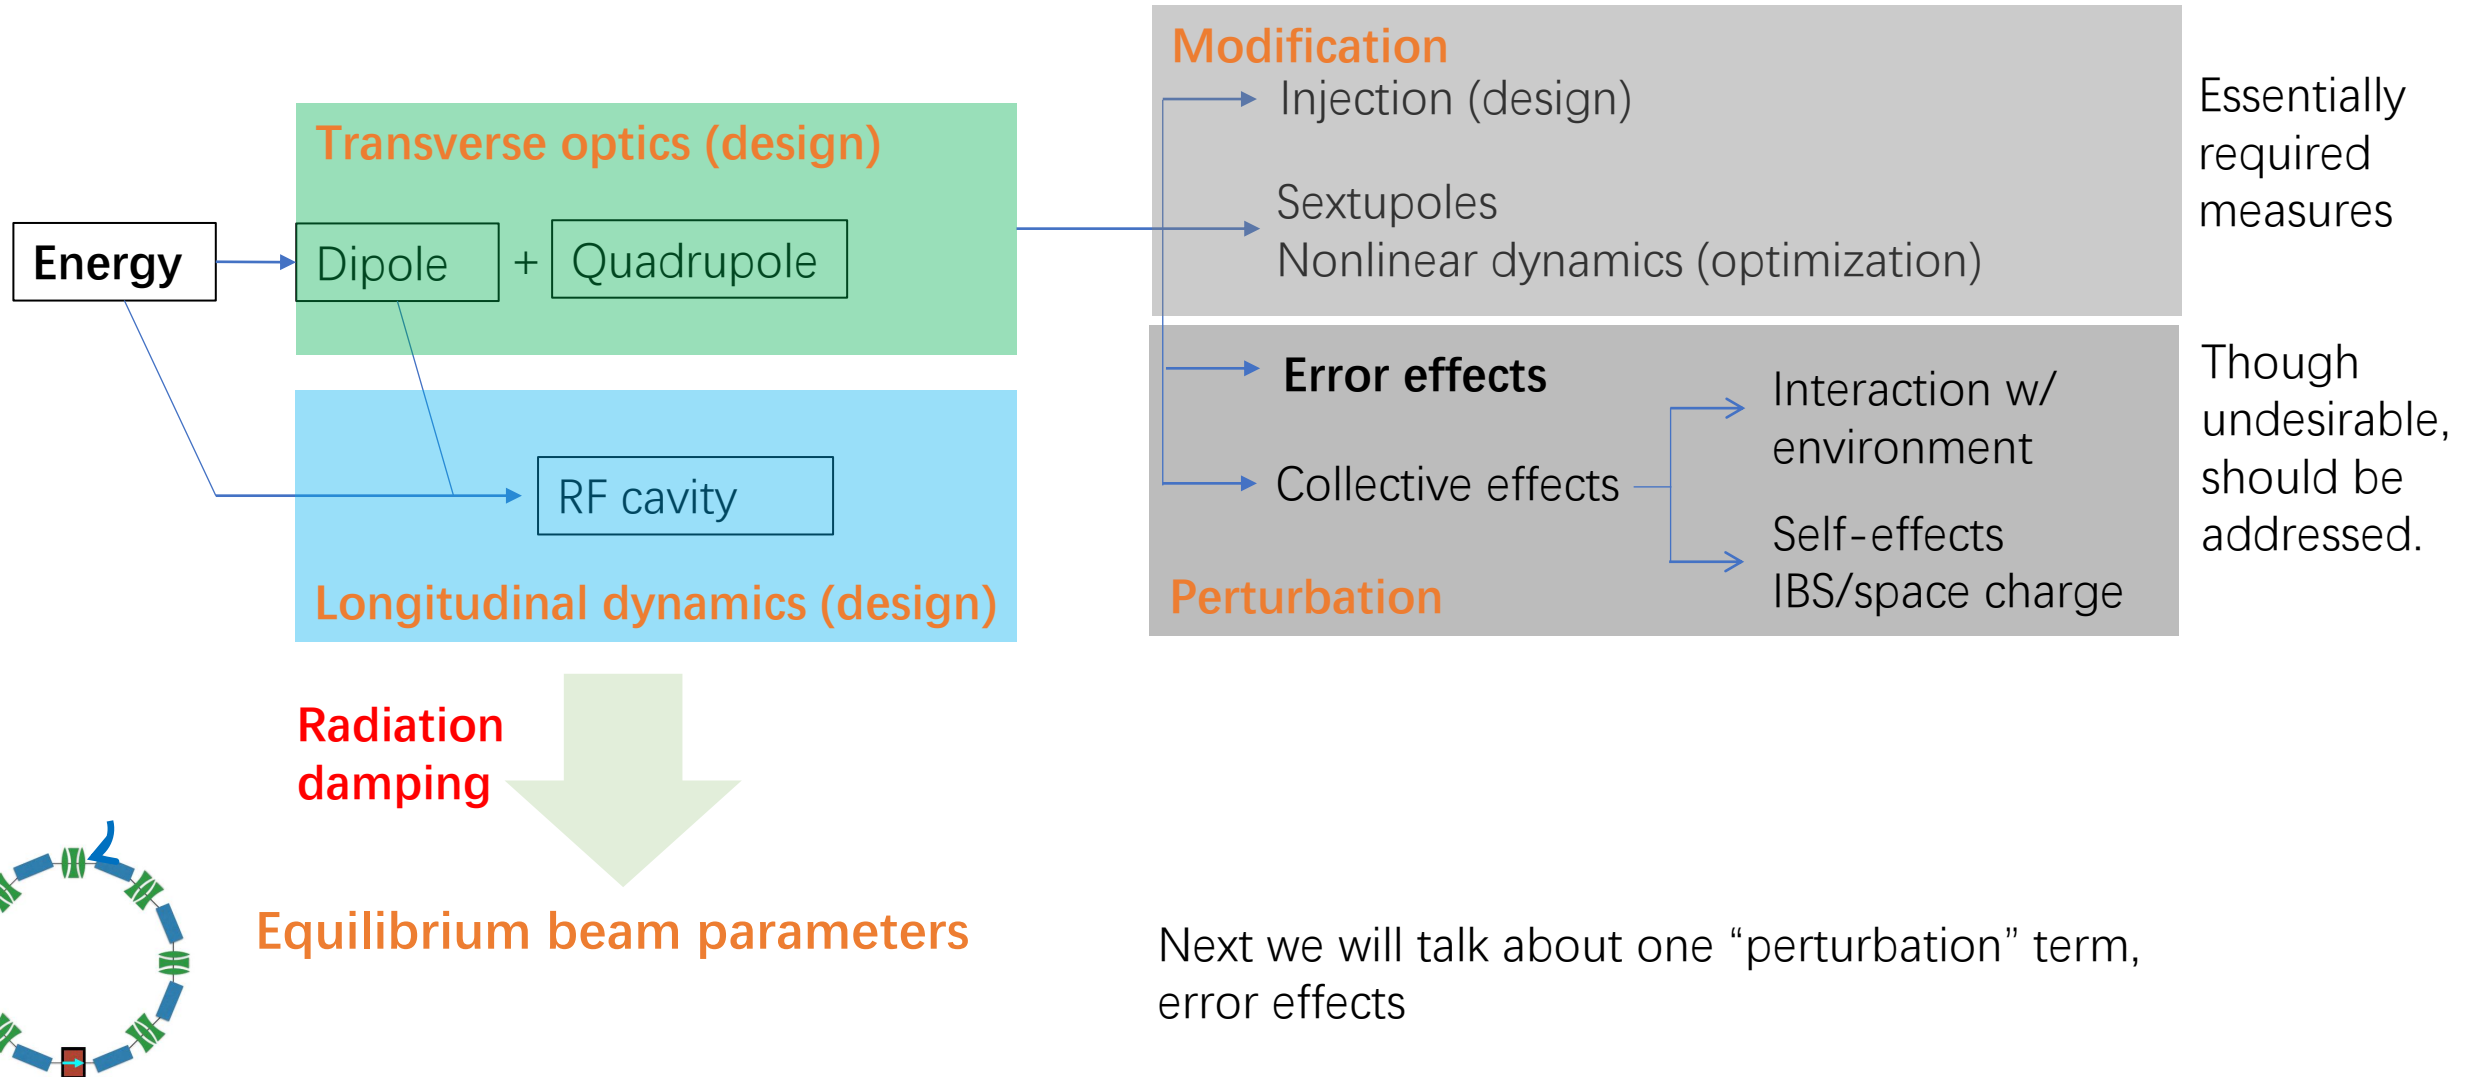 Energy
Transverse optics (design)
Dipole
+
Quadrupole
RF cavity
Longitudinal dynamics (design)
Radiation
damping
Equilibrium beam parameters
Modification
Injection (design)
Sextupoles
Nonlinear dynamics (optimization)
Essentially
required
measures
Error effects
Collective effects
Interaction w/
environment
Self-effects
IBS/space charge
Perturbation
Though
undesirable,
should be
addressed.
Next we will talk about one “perturbation” term,
error effects